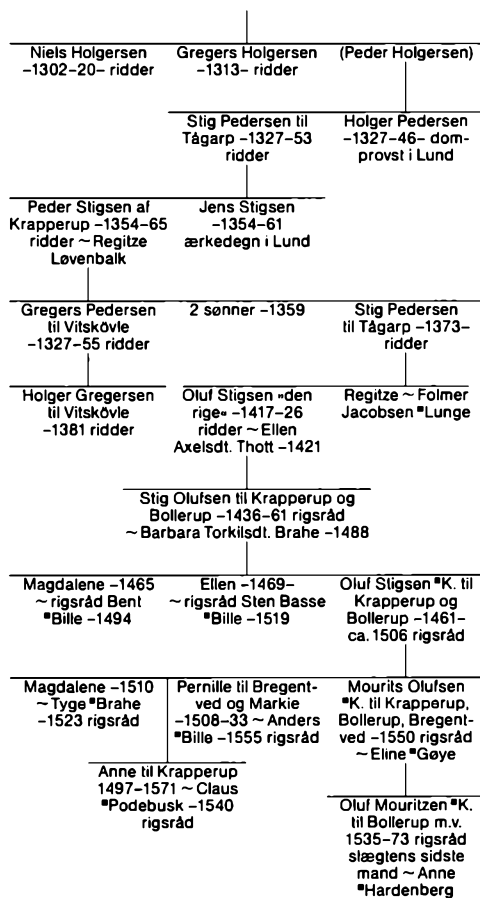 Niels Holgersen
–1302–20– ridder
Gregers Holgersen
–1313– ridder
(Peder Holgersen)
Stig Pedersen til
Tågarp –1327–53
ridder
Holger Pedersen
–1327–46– dom-
provst i Lund
Peder Stigsen af
Krapperup –1354–65
ridder ~ Regitze
Løvenbalk
Jens Stigsen
–1354–61
ærkedegn i Lund
Gregers Pedersen
til Vitskövle
–1327–55 ridder
2 sønner –1359
Stig Pedersen
til Tågarp –1373–
ridder
Holger Gregersen
til Vitskövle
–1381 ridder
Oluf Stigsen »den
rige« –1417–26
ridder ~ Ellen
Axelsdt. Thott –1421
Regitze ~ Folmer
Jacobsen *Lunge
Stig Olufsen til Krapperup og
Bollerup –1436–61 rigsråd
~ Barbara Torkilsdt. Brahe –1488
Magdalene –1465
~ rigsråd Bent
*Bille –1494
Ellen –1469–
~ rigsråd Sten Basse
*Bille –1519
Oluf Stigsen *K. til
Krapperup og
Bollerup –1461–
ca. 1506 rigsråd
Magdalene –1510
~ Tyge *Brahe
–1523 rigsråd
Pernille til Bregent-
ved og Markie
–1508–33 ~ Anders
*Bille –1555 rigsråd
Mourits Olufsen
*K. til Krapperup,
Bollerup, Bregent-
ved –1550 rigsråd
~ Eline *Gøye
Anne til Krapperup
1497–1571 ~ Claus
*Podebusk –1540
rigsråd
Oluf Mouritzen *K.
til Bollerup m.v.
1535–73 rigsråd
slægtens sidste
mand ~ Anne
*Hardenberg